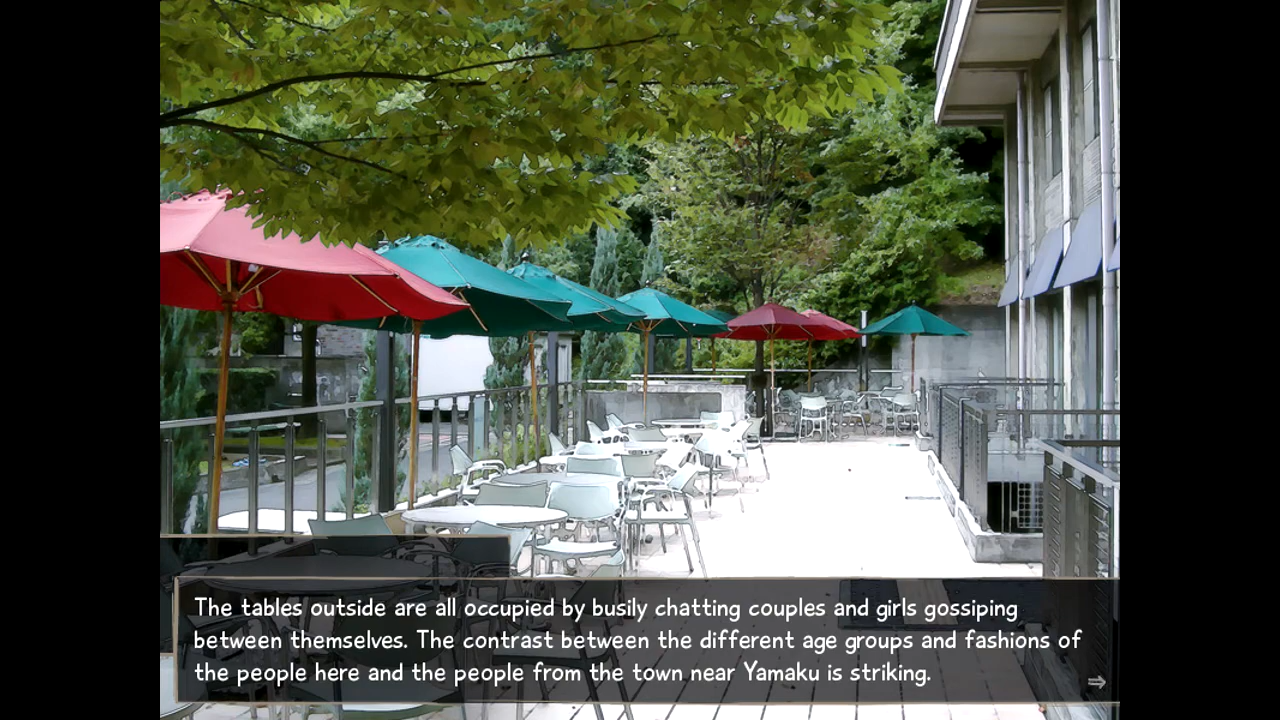 The tables outside are all occupied by busily chatting couples and girls gossiping
between themselves. The contrast between the different age groups and fashions of
the people here and the people from the town near Yamaku is striking.